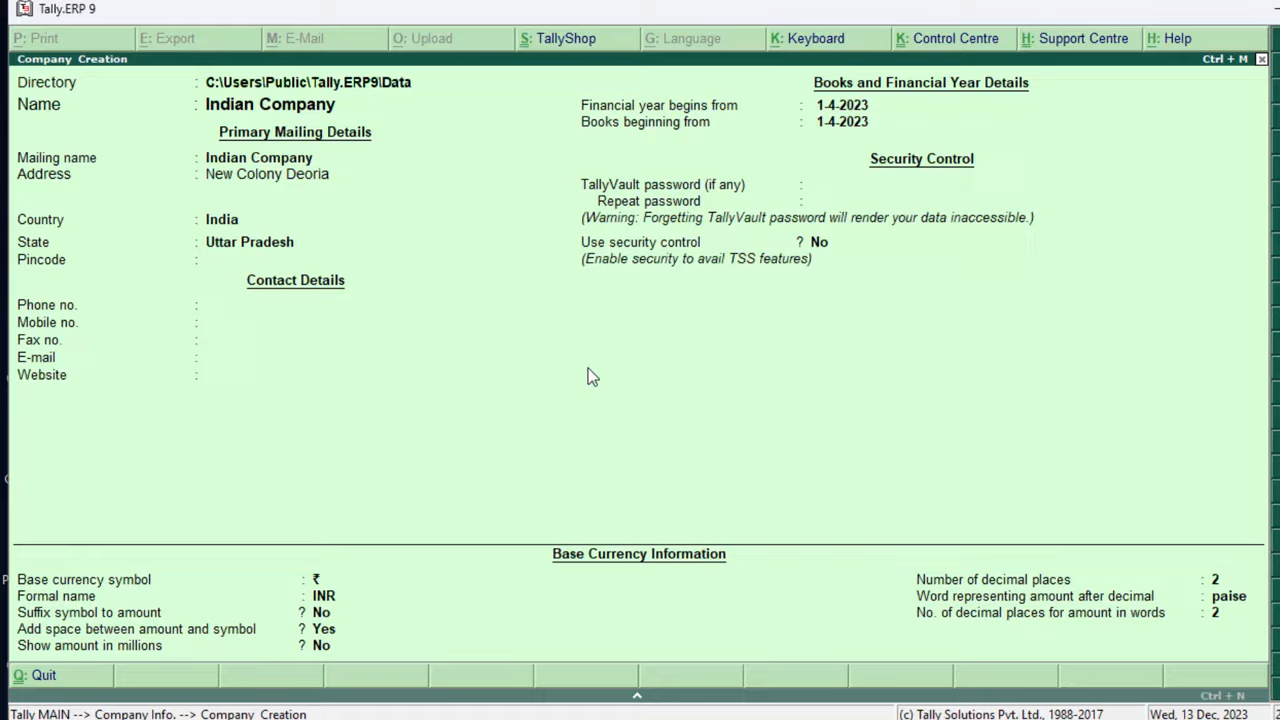 Tally.ERP 9
P: Print E: Export M: E-Mail O: Upload S: TallyShop G: Language K: Keyboard K: Control Centre H: Support Centre H: Help
Company Creation Ctrl + M
Directory : C:\Users\Public\Tally.ERP9\Data
Name : Indian Company
Primary Mailing Details
Mailing name : Indian Company
Address : New Colony Deoria
Country : India
State : Uttar Pradesh
Pincode :
Contact Details
Phone no. :
Mobile no. :
Fax no. :
E-mail :
Website :
Books and Financial Year Details
Financial year begins from : 1-4-2023
Books beginning from : 1-4-2023
Security Control
TallyVault password (if any) :
Repeat password :
(Warning: Forgetting TallyVault password will render your data inaccessible.)
Use security control ? No
(Enable security to avail TSS features)
Base Currency Information
Base currency symbol : ₹
Formal name : INR
Suffix symbol to amount ? No
Add space between amount and symbol ? Yes
Show amount in millions ? No
Number of decimal places : 2
Word representing amount after decimal : paise
No. of decimal places for amount in words : 2
Q: Quit
Ctrl + N
Tally MAIN --> Company Info. --> Company Creation (c) Tally Solutions Pvt. Ltd., 1988-2017 Wed, 13 Dec, 2023